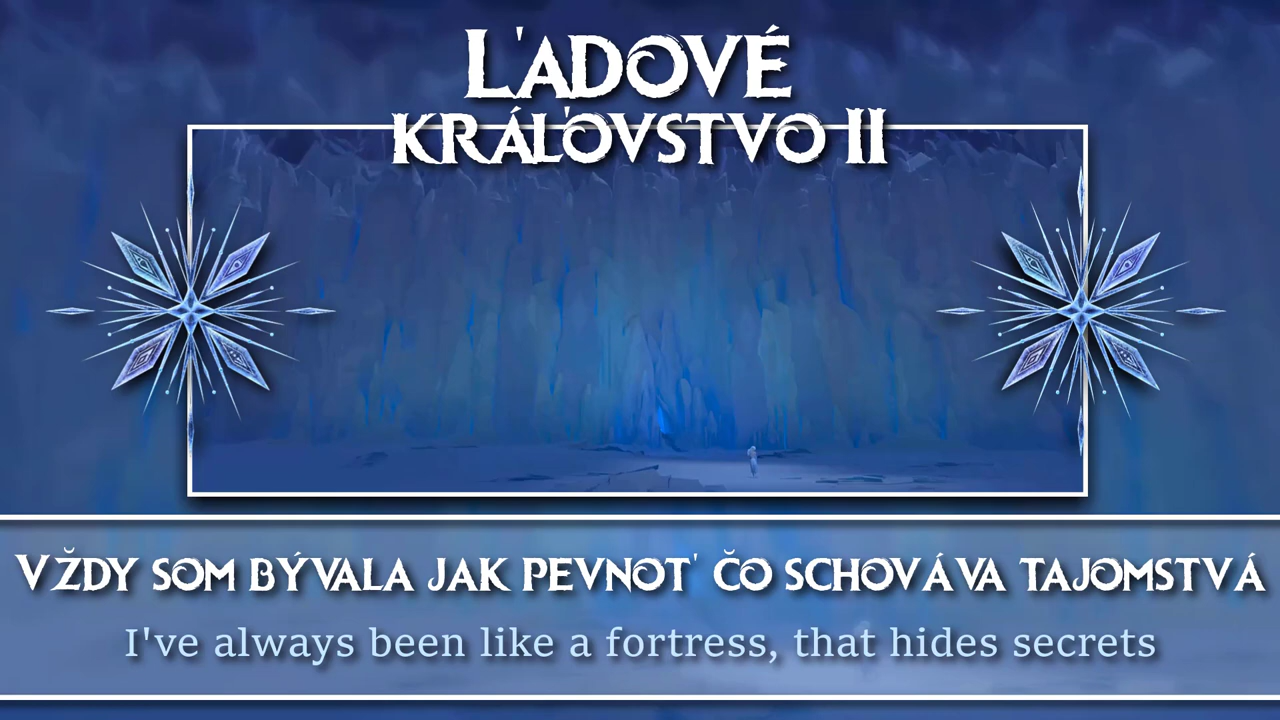 ĽADOVÉ
KRÁĽOVSTVO II
VŽDY SOM BÝVALA JAK PEVNOŤ ČO SCHOVÁVA TAJOMSTVÁ
I've always been like a fortress, that hides secrets